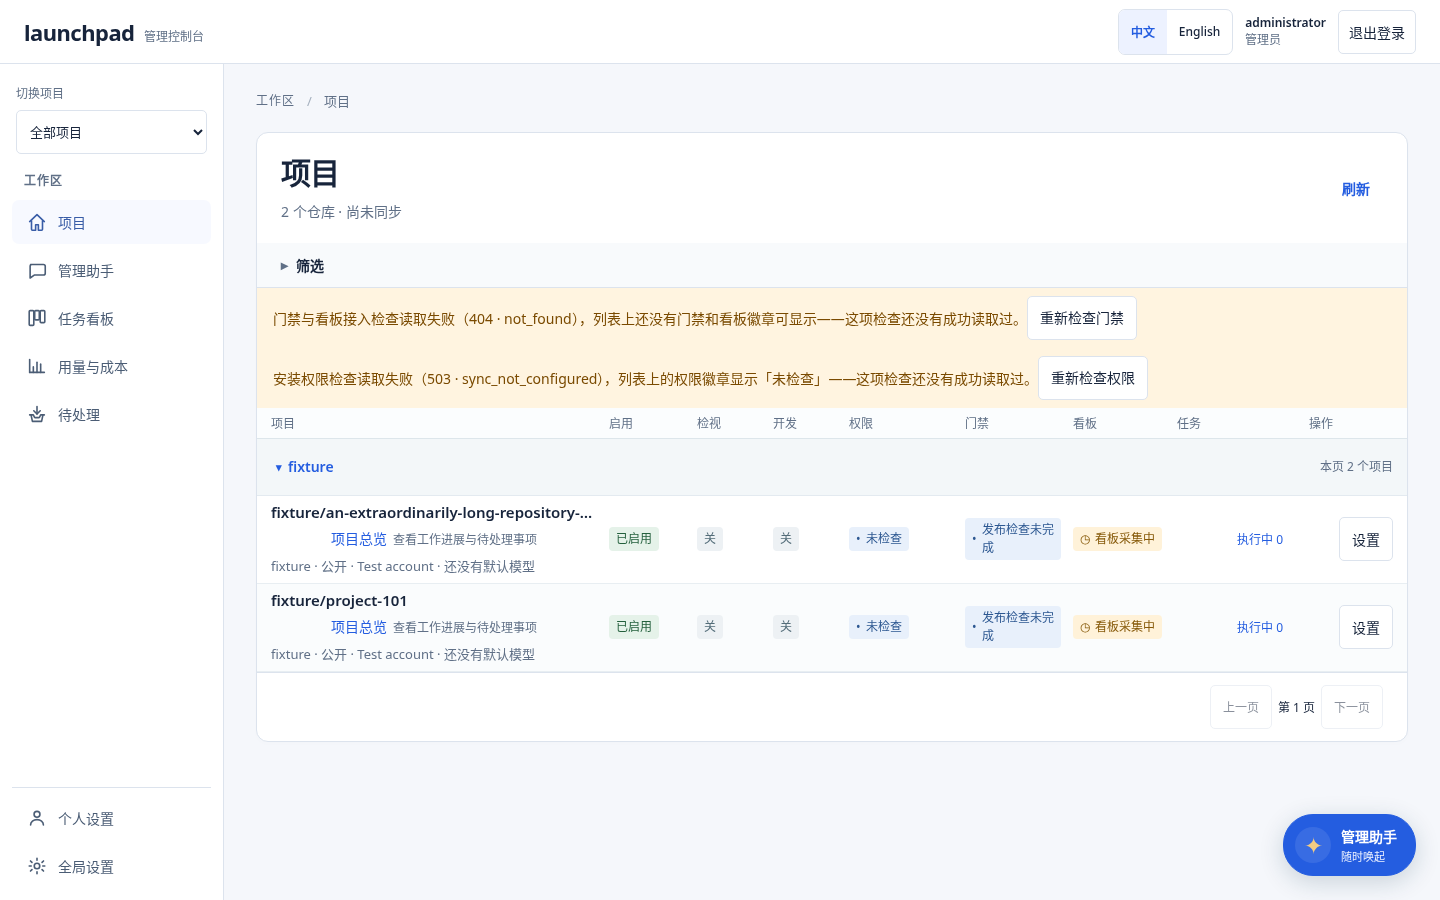 launchpad 管理控制台
中文 English
administrator
管理员
退出登录
切换项目
全部项目
工作区
项目
管理助手
任务看板
用量与成本
待处理
个人设置
全局设置
工作区 / 项目
项目
2 个仓库 · 尚未同步
刷新
▶ 筛选
门禁与看板接入检查读取失败（404 · not_found），列表上还没有门禁和看板徽章可显示——这项检查还没有成功读取过。 重新检查门禁
安装权限检查读取失败（503 · sync_not_configured），列表上的权限徽章显示「未检查」——这项检查还没有成功读取过。 重新检查权限
项目 启用 检视 开发 权限 门禁 看板 任务 操作
▼ fixture 本页 2 个项目
fixture/an-extraordinarily-long-repository-...
项目总览 查看工作进展与待处理事项
fixture · 公开 · Test account · 还没有默认模型
已启用 关 关 • 未检查 • 发布检查未完
成
◷ 看板采集中 执行中 0 设置
fixture/project-101
项目总览 查看工作进展与待处理事项
fixture · 公开 · Test account · 还没有默认模型
已启用 关 关 • 未检查 • 发布检查未完
成
◷ 看板采集中 执行中 0 设置
上一页 第 1 页 下一页
管理助手
随时唤起